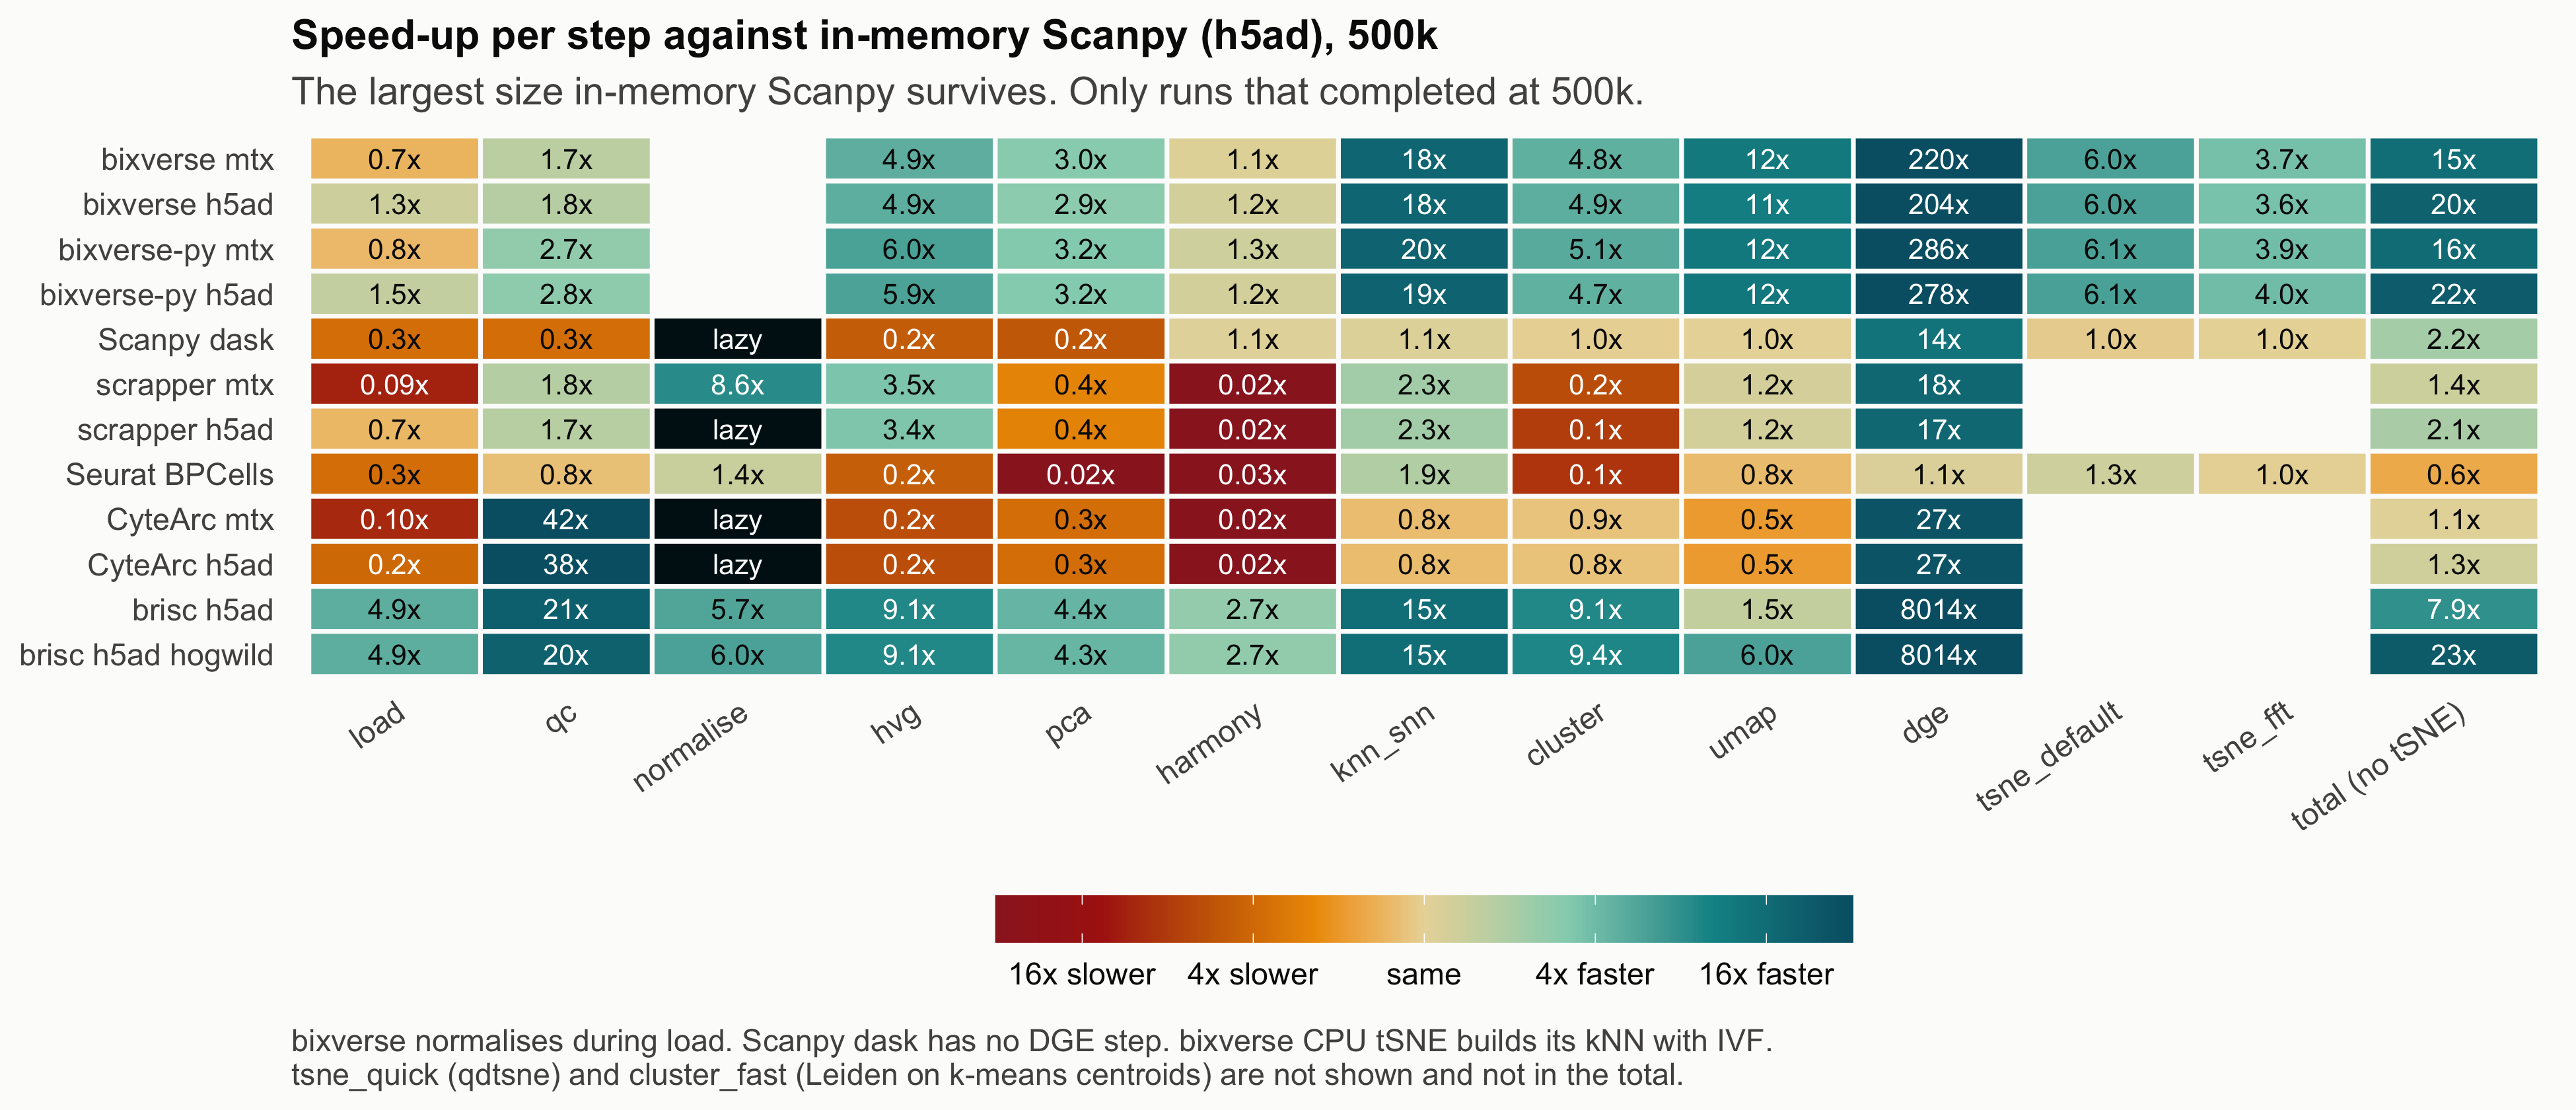 Speed-up per step against in-memory Scanpy (h5ad), 500k
The largest size in-memory Scanpy survives. Only runs that completed at 500k.
bixverse mtx 0.7x 1.7x 4.9x 3.0x 1.1x 18x 4.8x 12x 220x 6.0x 3.7x 15x
bixverse h5ad 1.3x 1.8x 4.9x 2.9x 1.2x 18x 4.9x 11x 204x 6.0x 3.6x 20x
bixverse-py mtx 0.8x 2.7x 6.0x 3.2x 1.3x 20x 5.1x 12x 286x 6.1x 3.9x 16x
bixverse-py h5ad 1.5x 2.8x 5.9x 3.2x 1.2x 19x 4.7x 12x 278x 6.1x 4.0x 22x
Scanpy dask 0.3x 0.3x lazy 0.2x 0.2x 1.1x 1.1x 1.0x 1.0x 14x 1.0x 1.0x 2.2x
scrapper mtx 0.09x 1.8x 8.6x 3.5x 0.4x 0.02x 2.3x 0.2x 1.2x 18x 1.4x
scrapper h5ad 0.7x 1.7x lazy 3.4x 0.4x 0.02x 2.3x 0.1x 1.2x 17x 2.1x
Seurat BPCells 0.3x 0.8x 1.4x 0.2x 0.02x 0.03x 1.9x 0.1x 0.8x 1.1x 1.3x 1.0x 0.6x
CyteArc mtx 0.10x 42x lazy 0.2x 0.3x 0.02x 0.8x 0.9x 0.5x 27x 1.1x
CyteArc h5ad 0.2x 38x lazy 0.2x 0.3x 0.02x 0.8x 0.8x 0.5x 27x 1.3x
brisc h5ad 4.9x 21x 5.7x 9.1x 4.4x 2.7x 15x 9.1x 1.5x 8014x 7.9x
brisc h5ad hogwild 4.9x 20x 6.0x 9.1x 4.3x 2.7x 15x 9.4x 6.0x 8014x 23x
load qc normalise hvg pca harmony knn_snn cluster umap dge tsne_default tsne_fft total (no tSNE)
16x slower 4x slower same 4x faster 16x faster
bixverse normalises during load. Scanpy dask has no DGE step. bixverse CPU tSNE builds its kNN with IVF.
tsne_quick (qdtsne) and cluster_fast (Leiden on k-means centroids) are not shown and not in the total.